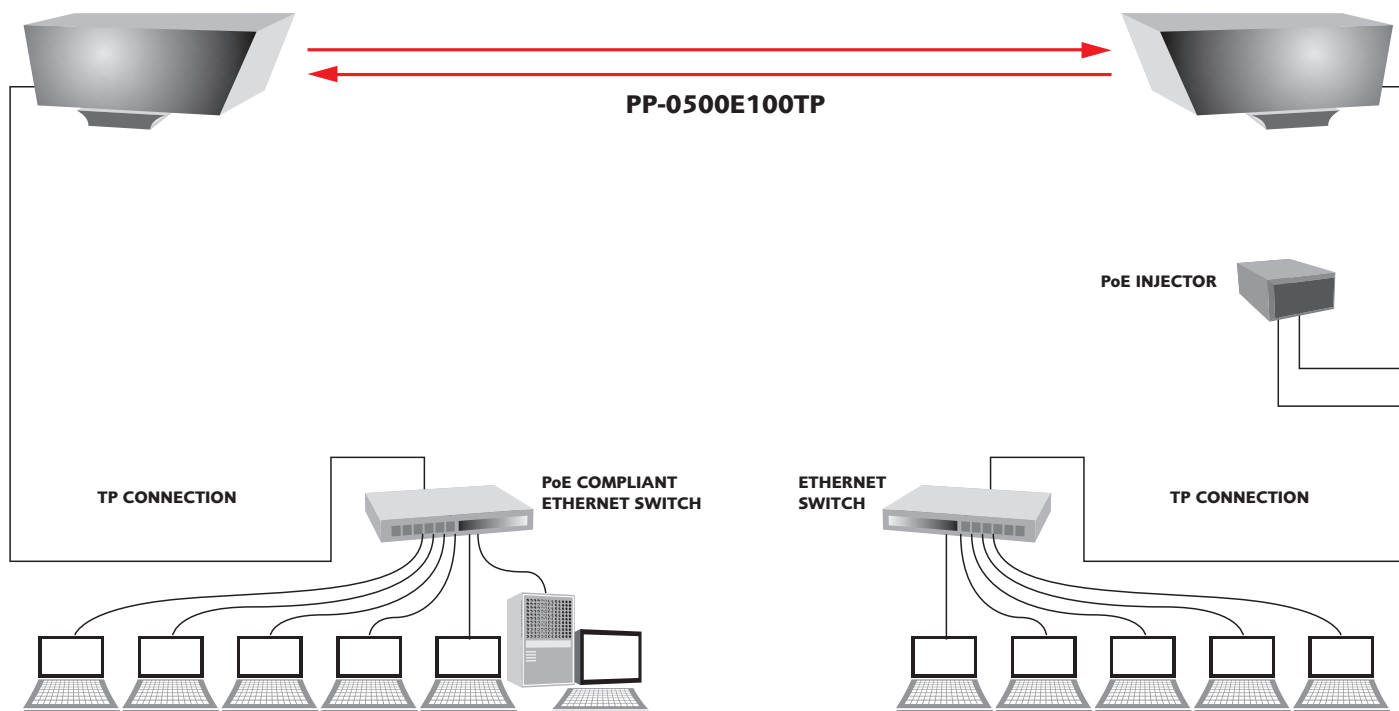 PP-0500E100TP
PoE INJECTOR
TP CONNECTION
PoE COMPLIANT
ETHERNET SWITCH
ETHERNET
SWITCH
TP CONNECTION